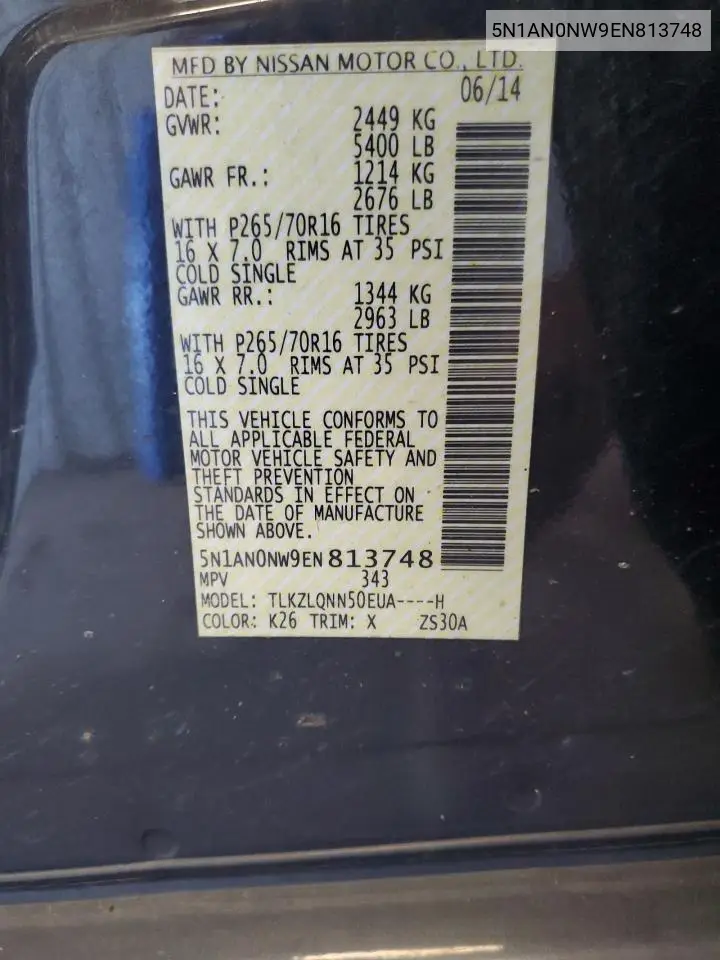 5N1AN0NW9EN813748
MFD BY NISSAN MOTOR CO., LTD.
DATE: 06/14
GVWR: 2449 KG
5400 LB
GAWR FR.: 1214 KG
2676 LB
WITH P265/70R16 TIRES
16 X 7.0 RIMS AT 35 PSI
COLD SINGLE
GAWR RR.: 1344 KG
2963 LB
WITH P265/70R16 TIRES
16 X 7.0 RIMS AT 35 PSI
COLD SINGLE
THIS VEHICLE CONFORMS TO
ALL APPLICABLE FEDERAL
MOTOR VEHICLE SAFETY AND
THEFT PREVENTION
STANDARDS IN EFFECT ON
THE DATE OF MANUFACTURE
SHOWN ABOVE.
5N1AN0NW9EN813748
MPV 343
MODEL: TLKZLQNN50EUA----H
COLOR: K26 TRIM: X ZS30A